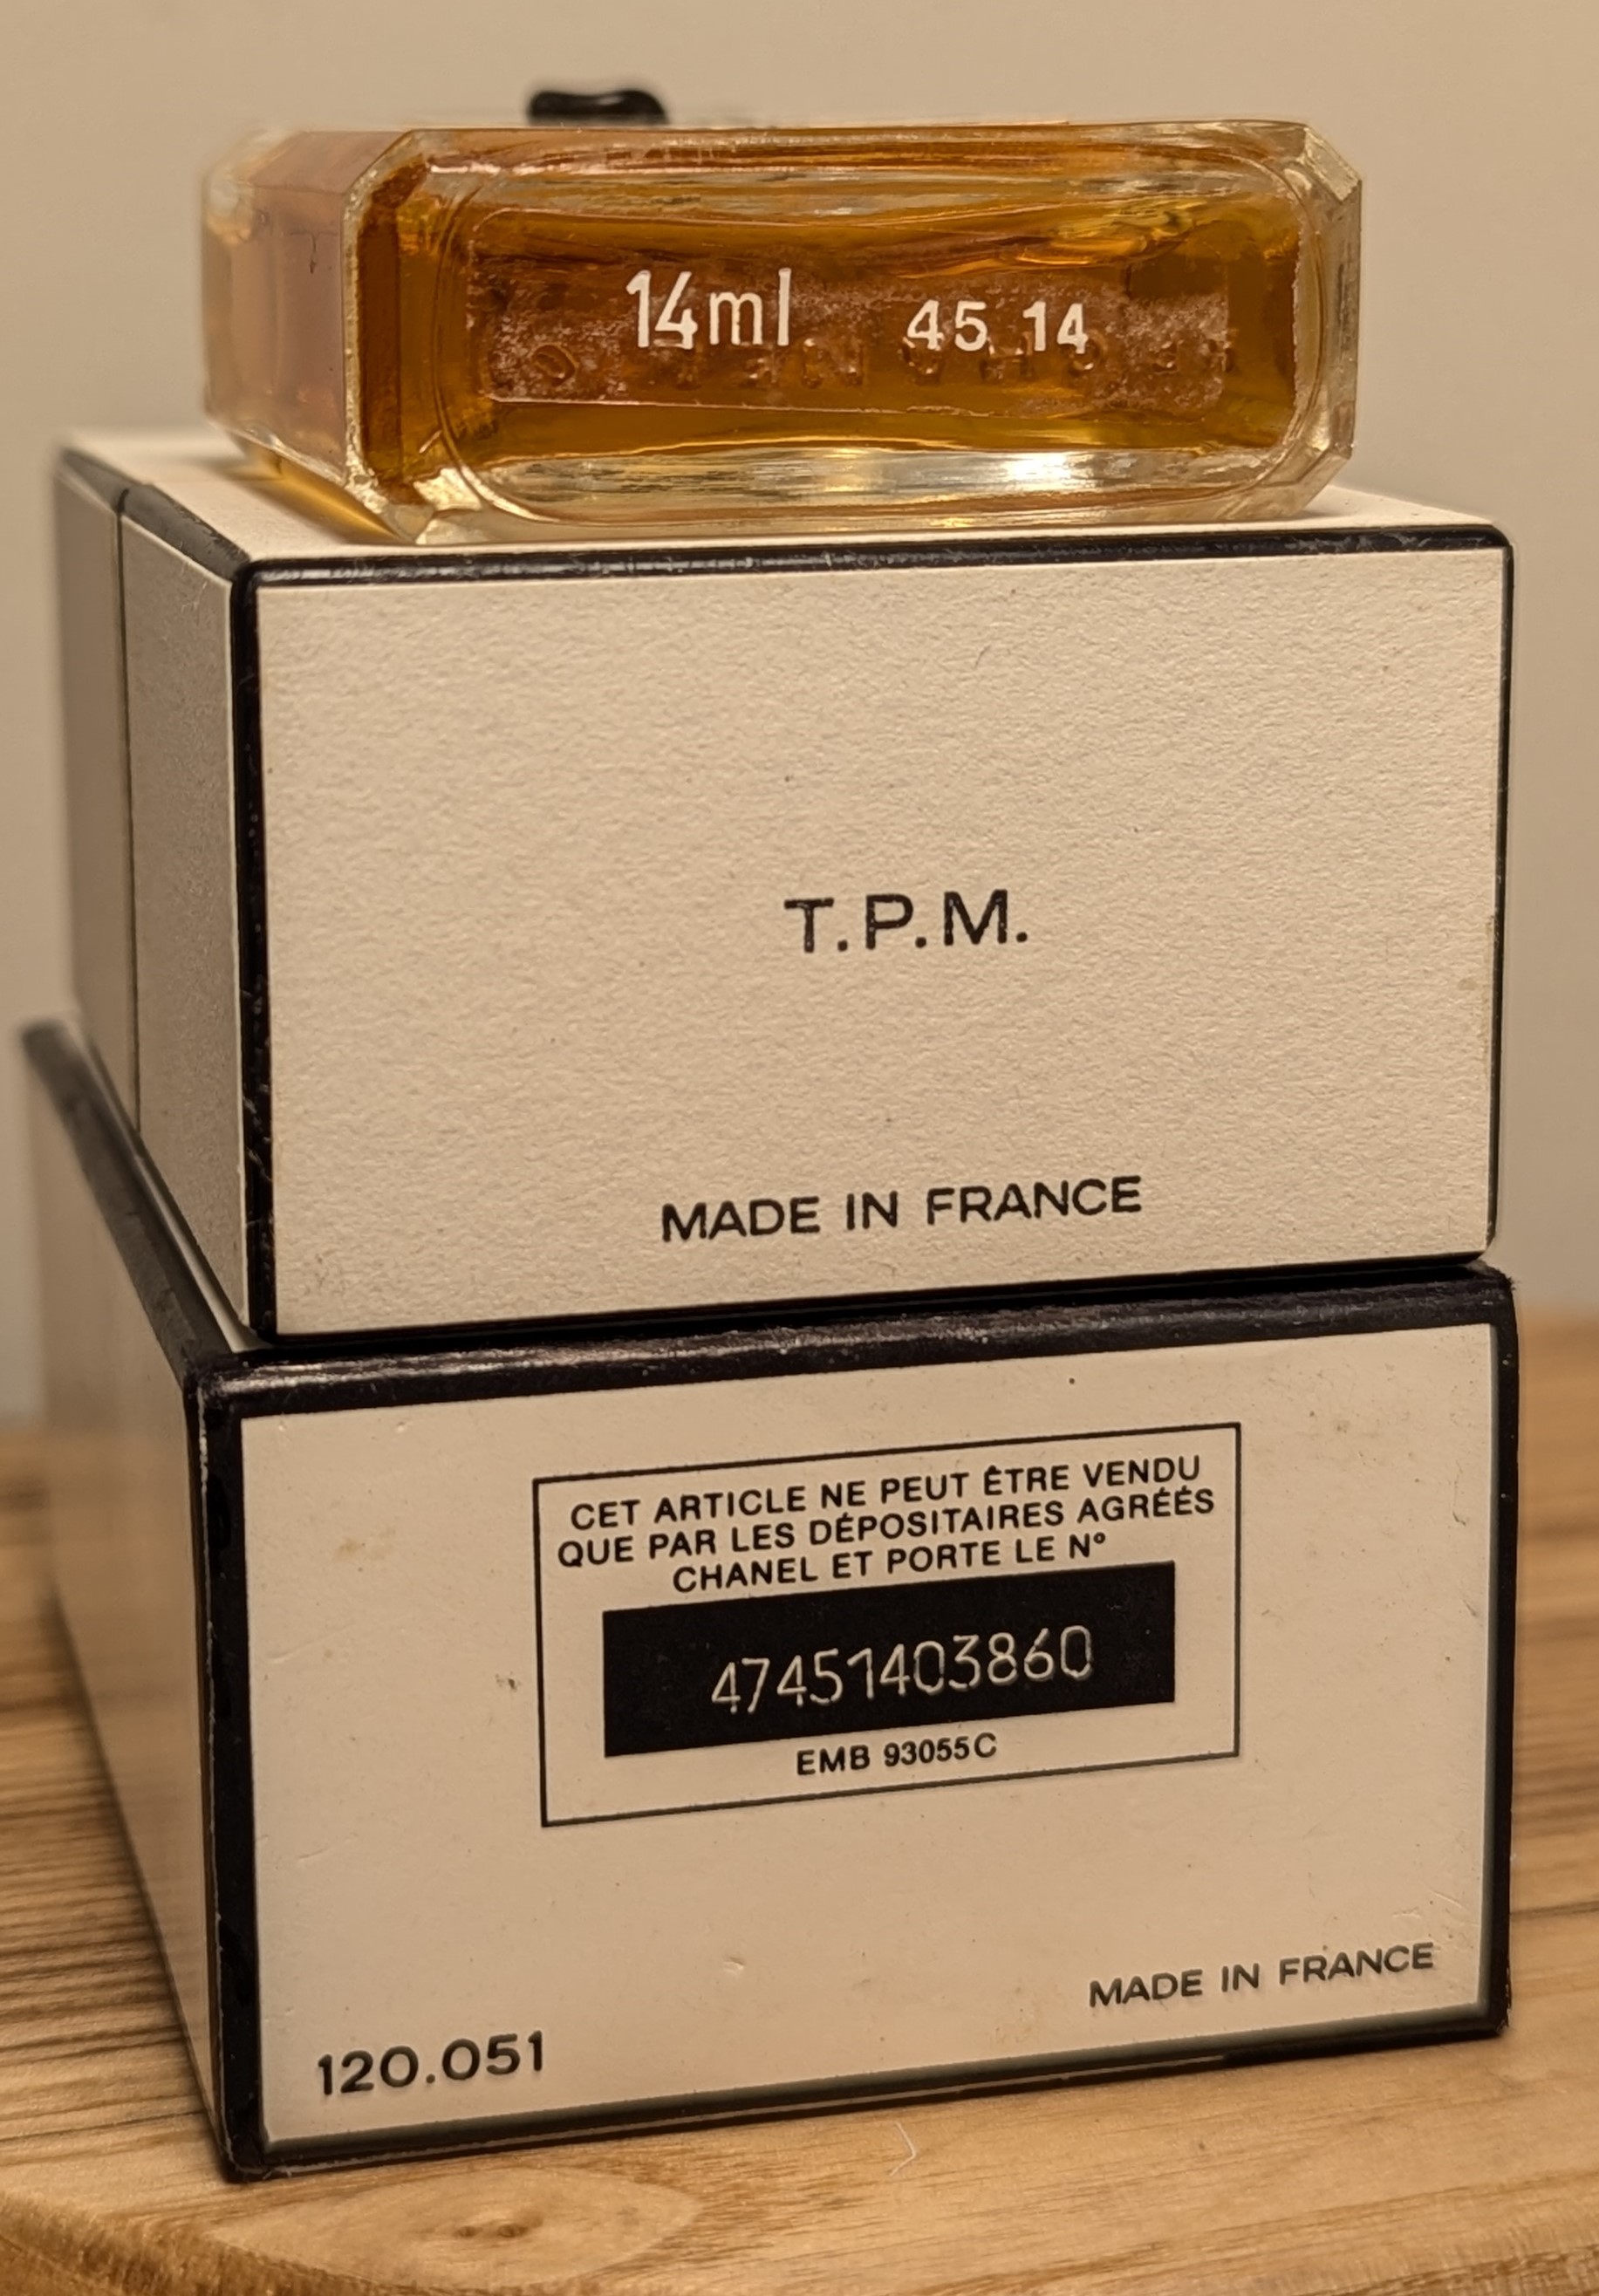 14ml 45 14
T.P.M.
MADE IN FRANCE
CET ARTICLE NE PEUT ÊTRE VENDU
QUE PAR LES DÉPOSITAIRES AGRÉÉS
CHANEL ET PORTE LE Nº
47451403860
EMB 93055C
MADE IN FRANCE
120.051